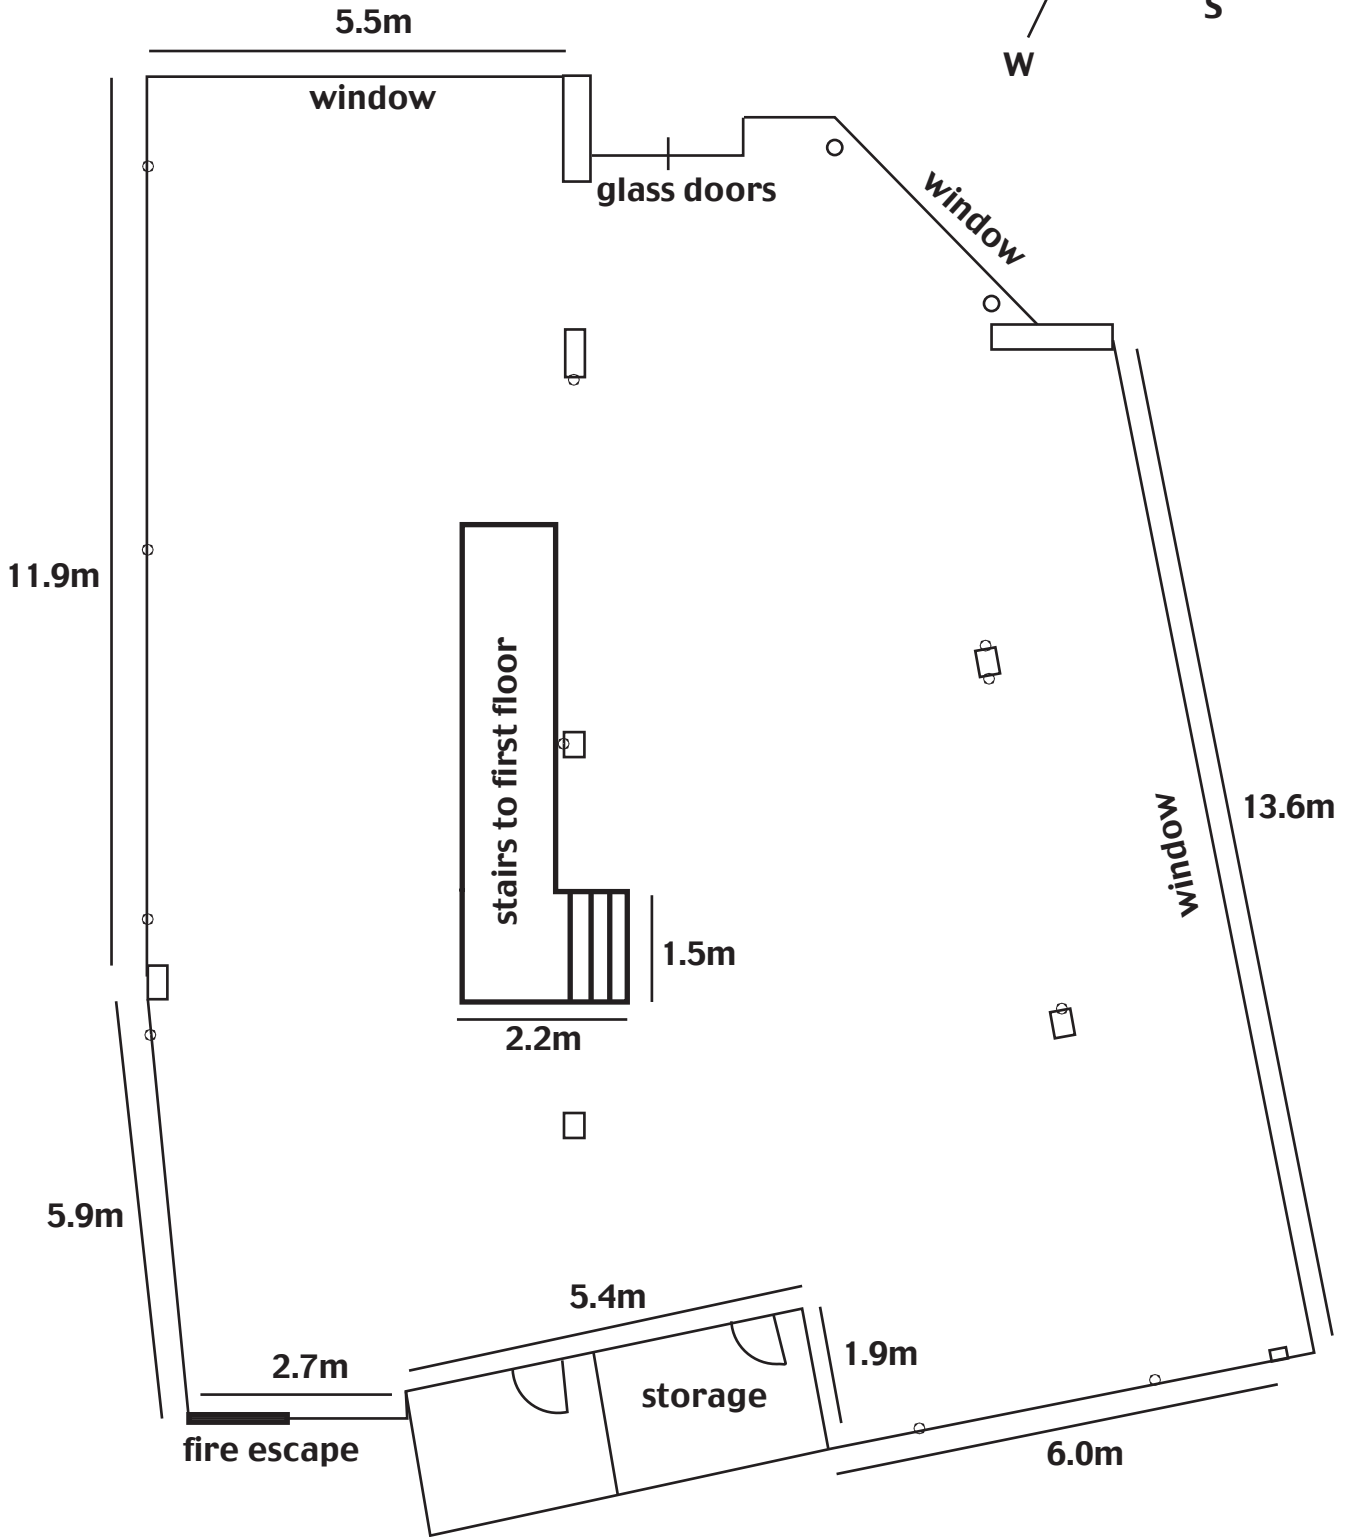 5.5m
S
W
window
glass doors
window
11.9m
stairs to first floor
13.6m
window
1.5m
2.2m
5.9m
5.4m
2.7m
1.9m
storage
fire escape
6.0m